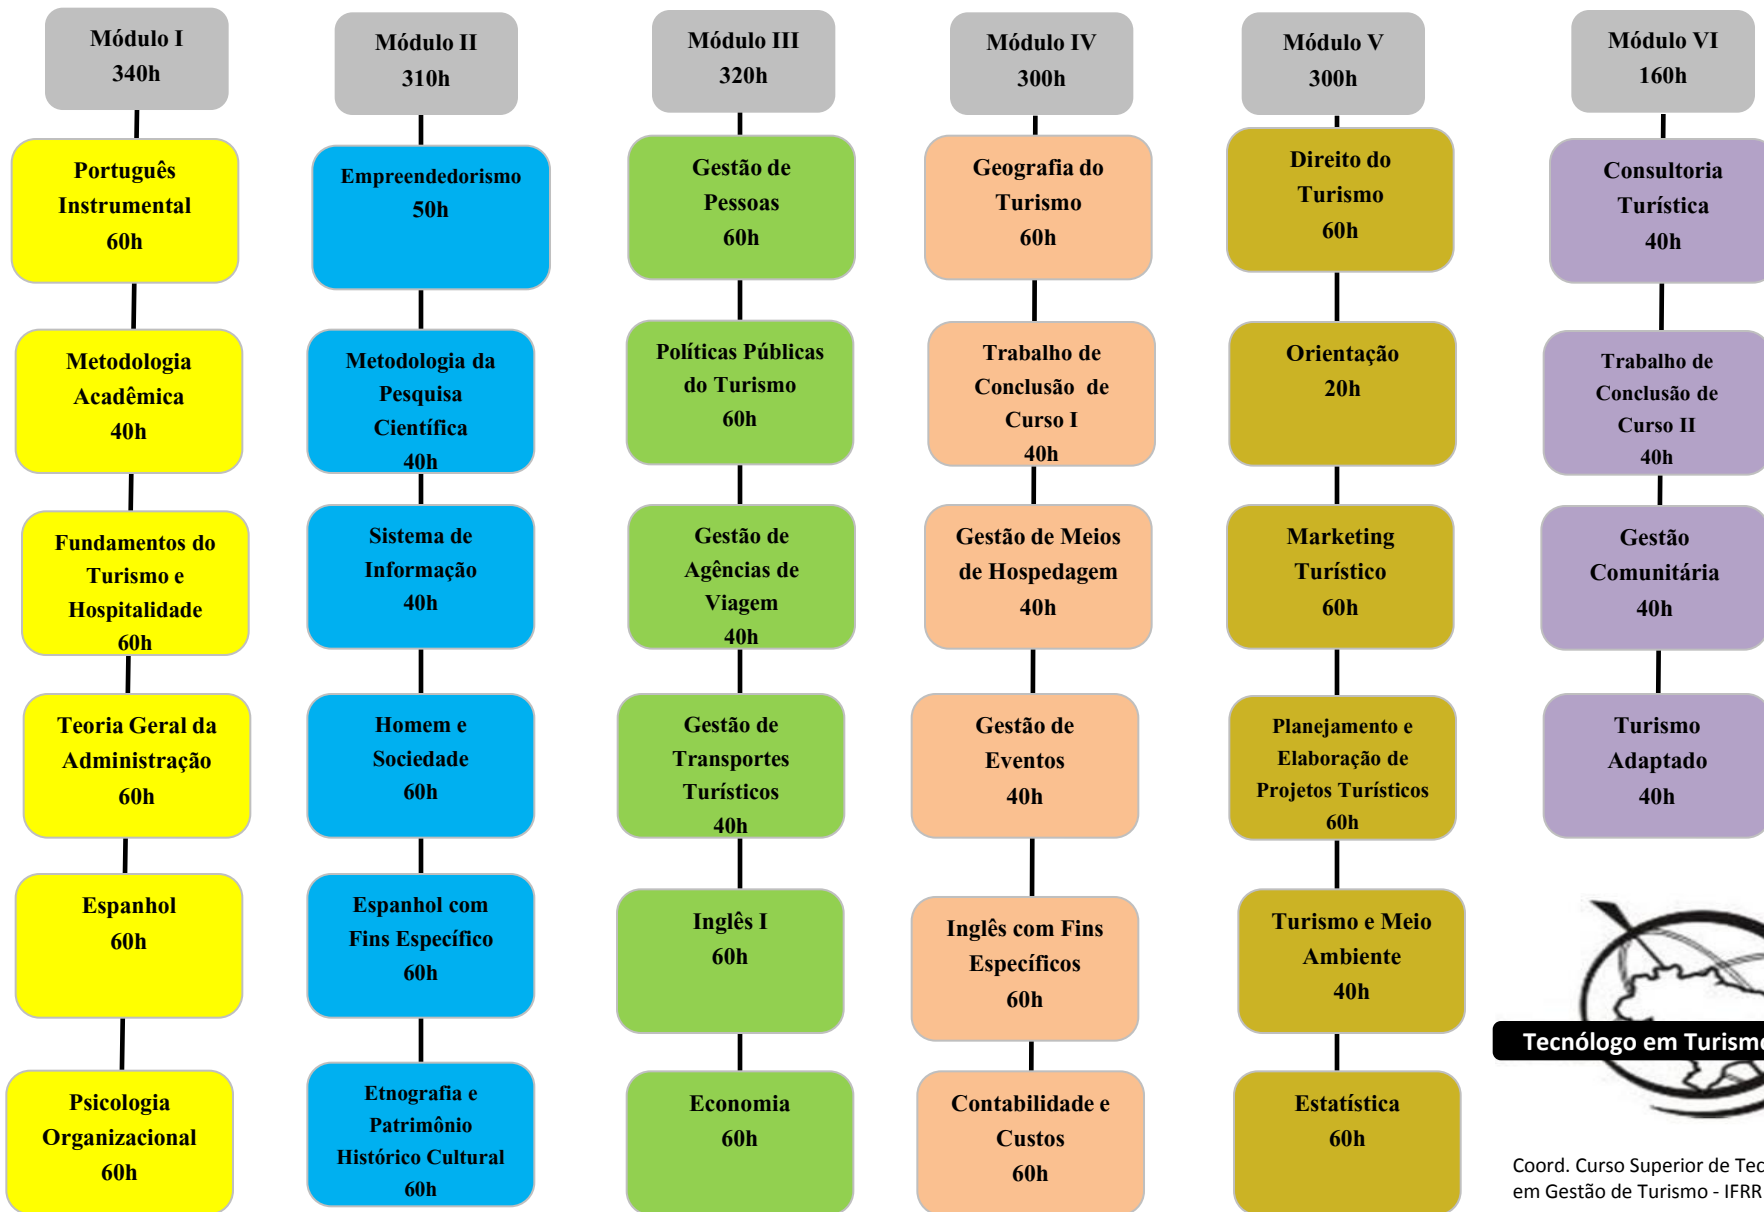 Módulo I
340h
Português
Instrumental
60h
Metodologia
Acadêmica
40h
Fundamentos do
Turismo e
Hospitalidade
60h
Teoria Geral da
Administração
60h
Espanhol
60h
Psicologia
Organizacional
60h
Módulo II
310h
Empreendedorismo
50h
Metodologia da
Pesquisa
Científica
40h
Sistema de
Informação
40h
Homem e
Sociedade
60h
Espanhol com
Fins Específico
60h
Etnografia e
Patrimônio
Histórico Cultural
60h
Módulo III
320h
Gestão de
Pessoas
60h
Políticas Públicas
do Turismo
60h
Gestão de
Agências de
Viagem
40h
Gestão de
Transportes
Turísticos
40h
Inglês I
60h
Economia
60h
Módulo IV
300h
Geografia do
Turismo
60h
Trabalho de
Conclusão de
Curso I
40h
Gestão de Meios
de Hospedagem
40h
Gestão de
Eventos
40h
Inglês com Fins
Específicos
60h
Contabilidade e
Custos
60h
Módulo V
300h
Direito do
Turismo
60h
Orientação
20h
Marketing
Turístico
60h
Planejamento e
Elaboração de
Projetos Turísticos
60h
Turismo e Meio
Ambiente
40h
Estatística
60h
Módulo VI
160h
Consultoria
Turística
40h
Trabalho de
Conclusão de
Curso II
40h
Gestão
Comunitária
40h
Turismo
Adaptado
40h
Tecnólogo em Turismo
Coord. Curso Superior de Tec
em Gestão de Turismo - IFRR